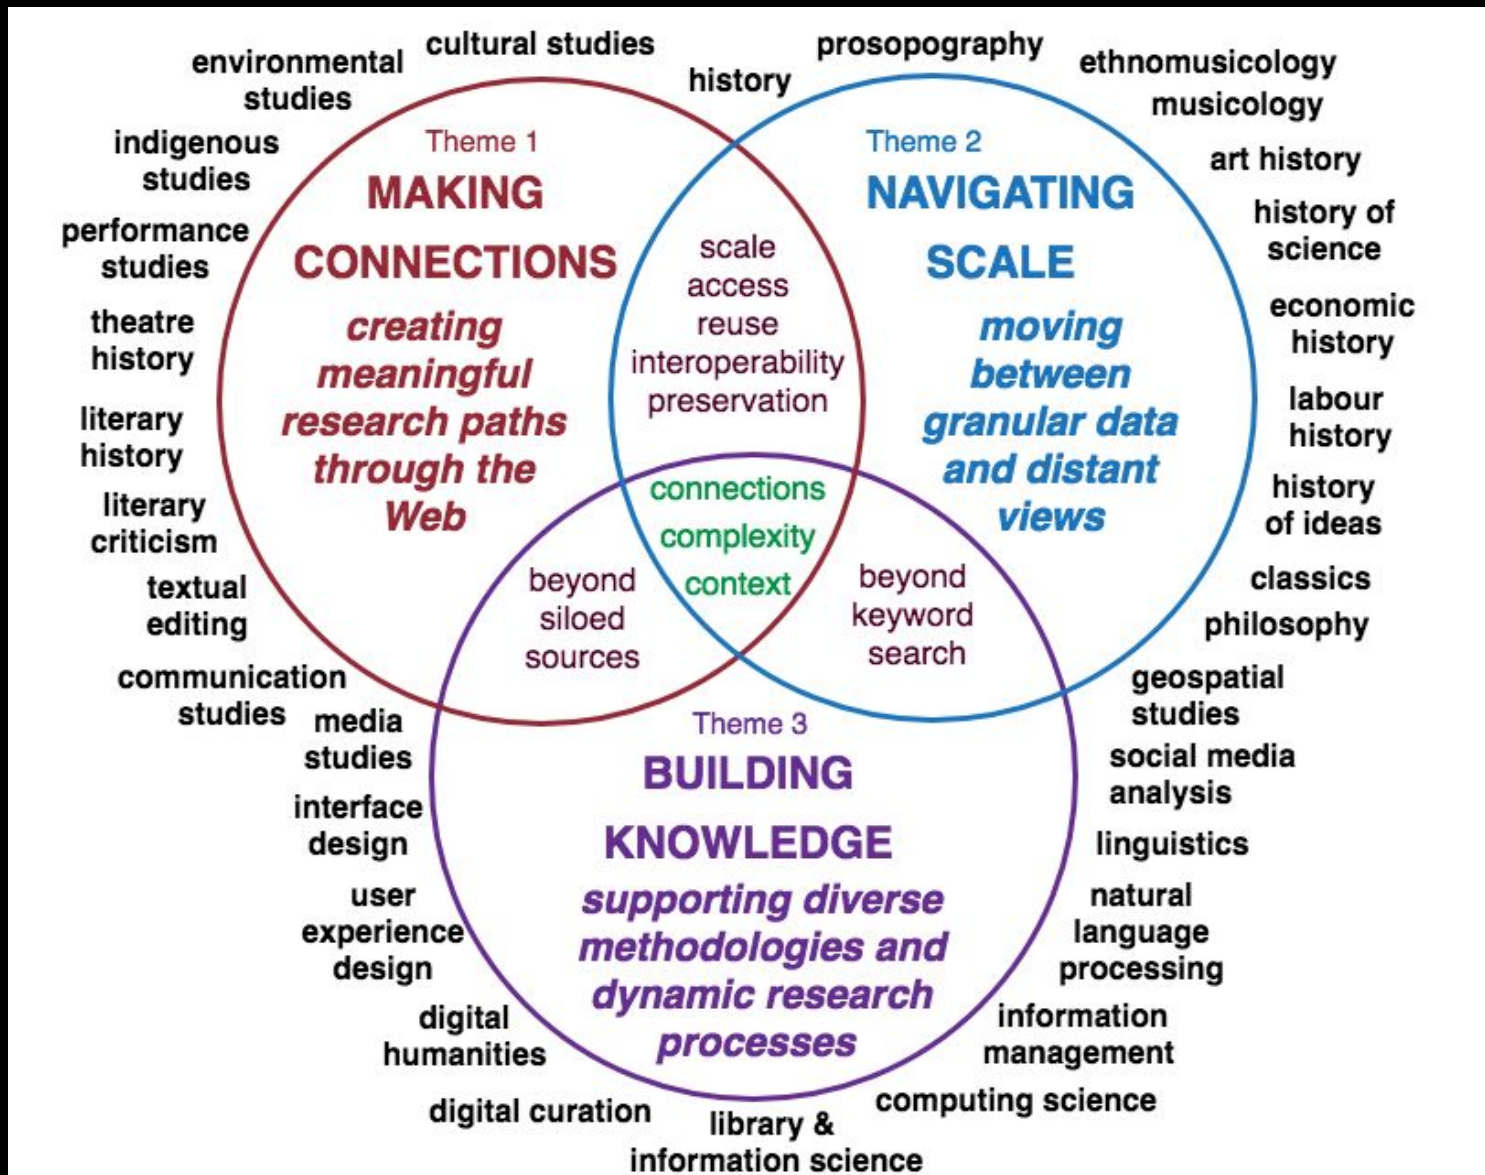 cultural studies
prosopography
environmental
studies
history
ethnomusicology
musicology
indigenous
studies
art history
performance
studies
history of
science
theatre
history
economic
history
literary
history
labour
history
literary
criticism
history
of ideas
textual
editing
classics
philosophy
communication
studies
geospatial
studies
media
studies
social media
analysis
interface
design
linguistics
user
experience
design
natural
language
processing
digital
humanities
information
management
digital curation
computing science
library &
information science
Theme 1
MAKING
CONNECTIONS
creating
meaningful
research paths
through the
Web
Theme 2
NAVIGATING
SCALE
moving
between
granular data
and distant
views
scale
access
reuse
interoperability
preservation
connections
complexity
context
beyond
siloed
sources
beyond
keyword
search
Theme 3
BUILDING
KNOWLEDGE
supporting diverse
methodologies and
dynamic research
processes